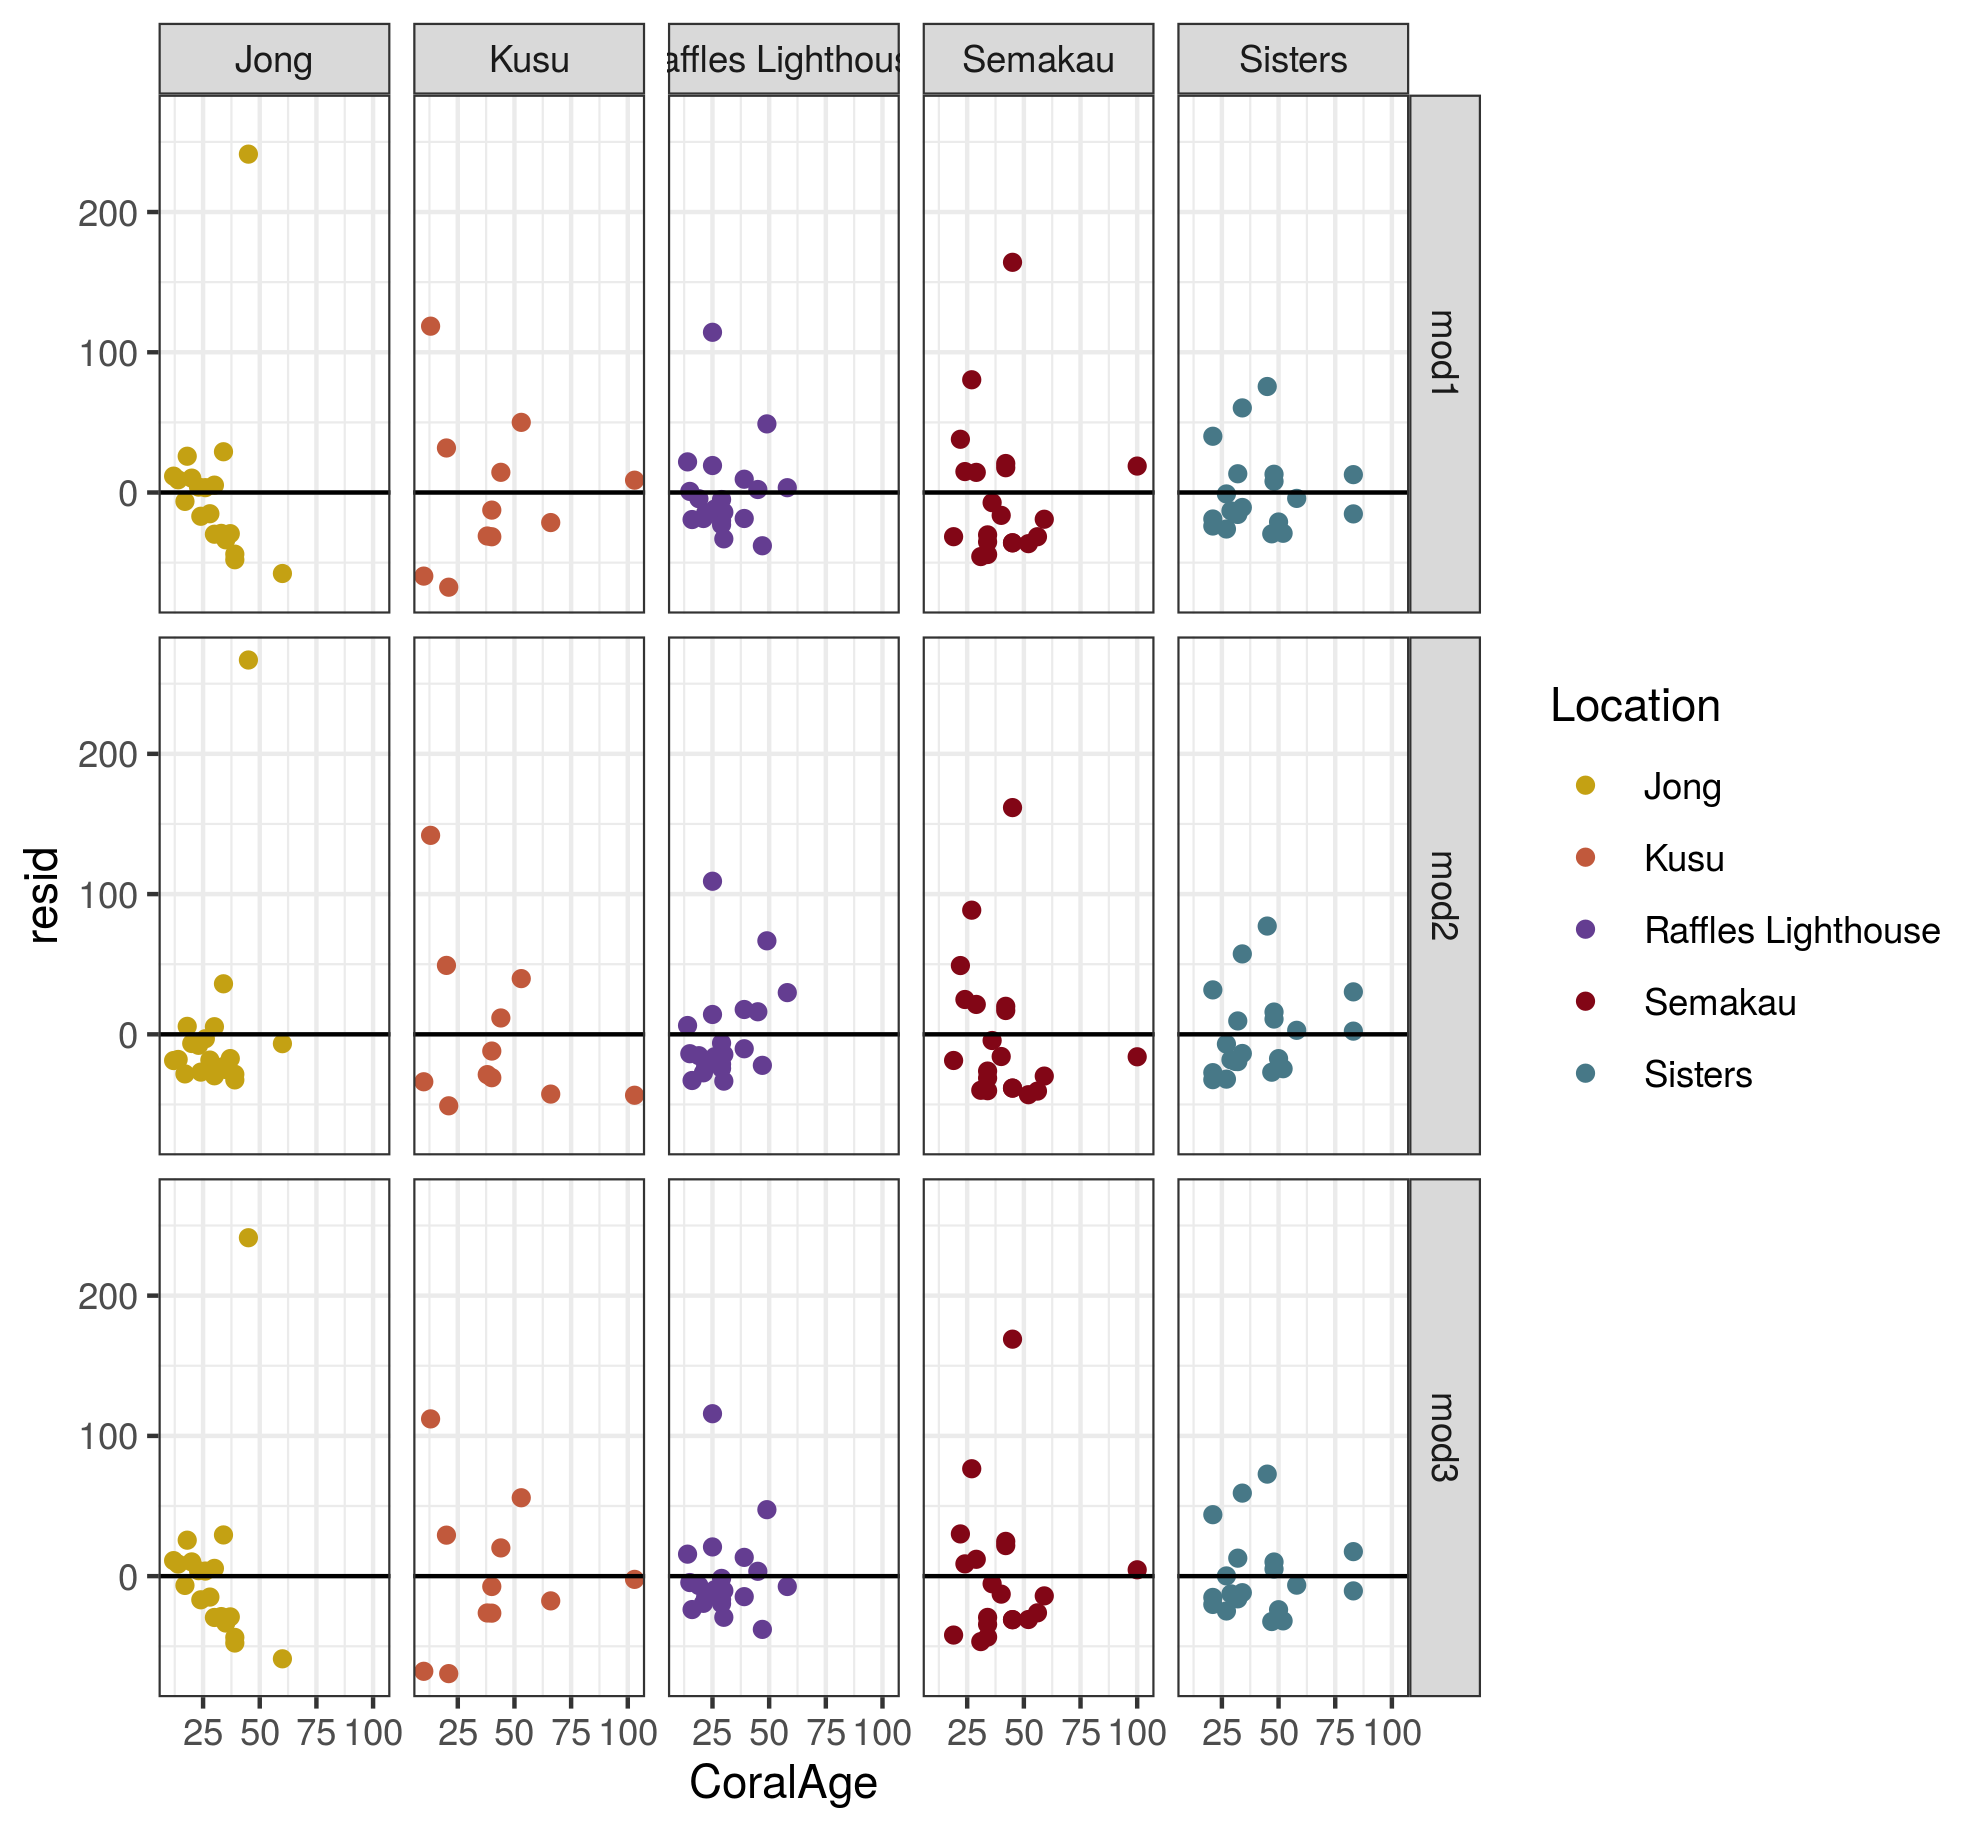 Jong Kusu affles Lighthous Semakau Sisters
200
100
0
mod1
200
100
0
mod2
200
100
0
mod3
25 50 75 100 25 50 75 100 25 50 75 100 25 50 75 100 25 50 75 100
CoralAge
resid
Location
Jong
Kusu
Raffles Lighthouse
Semakau
Sisters